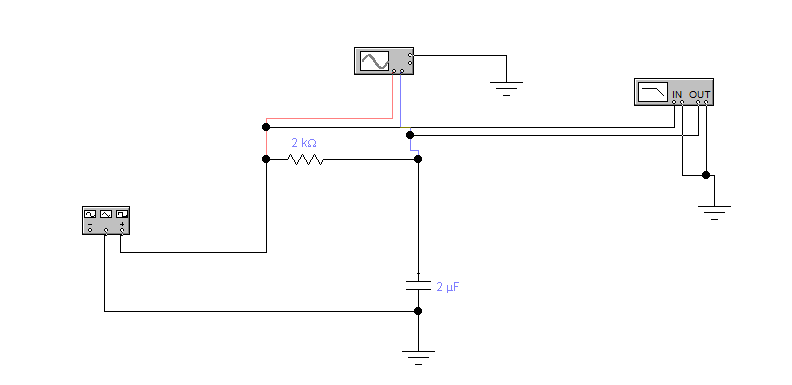 IN OUT
2 kΩ
- +
2 µF